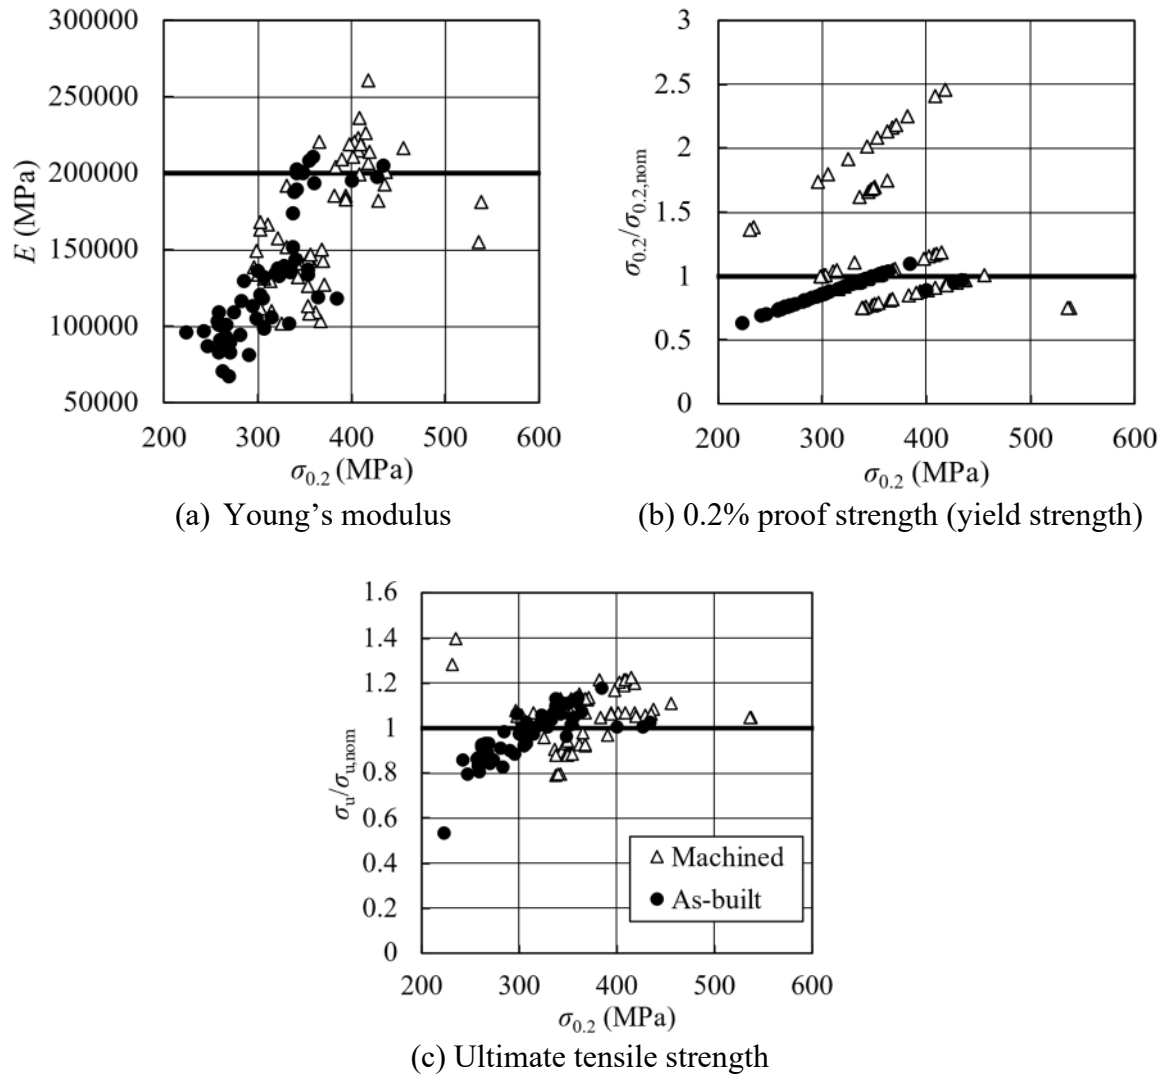 300000
250000
200000
150000
100000
50000
E (MPa)
200 300 400 500 600
σ0.2 (MPa)
(a) Young's modulus
3
2.5
2
1.5
1
0.5
0
σ0.2/σ0.2,nom
200 300 400 500 600
σ0.2 (MPa)
(b) 0.2% proof strength (yield strength)
1.6
1.4
1.2
1
0.8
0.6
0.4
0.2
0
σu/σu,nom
Machined
As-built
200 300 400 500 600
σ0.2 (MPa)
(c) Ultimate tensile strength